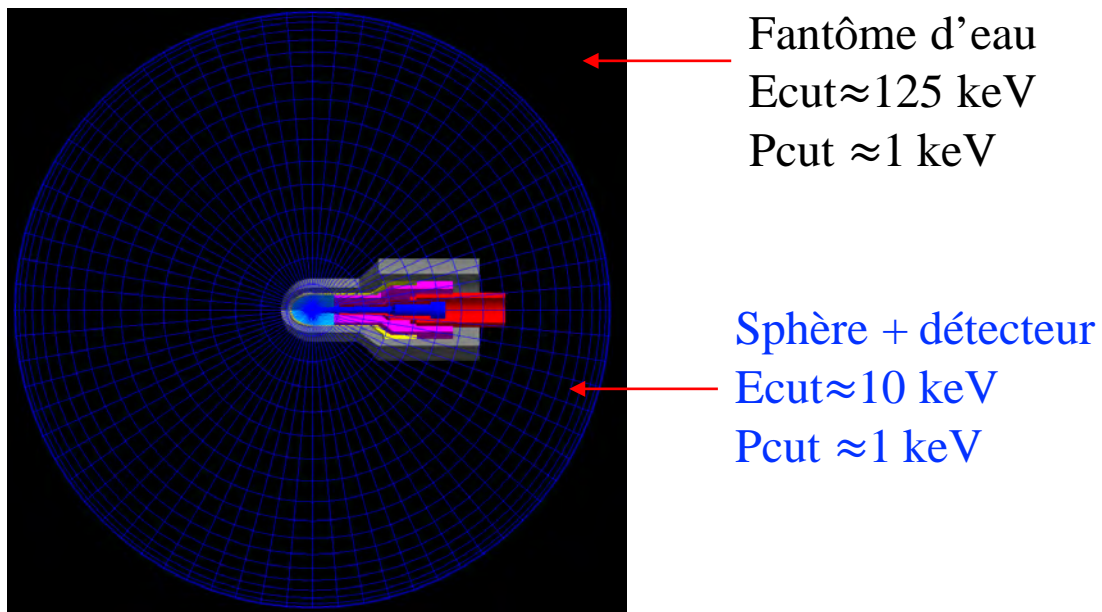 Fantôme d’eau
Ecut≈125 keV
Pcut ≈1 keV
Sphère + détecteur
Ecut≈10 keV
Pcut ≈1 keV